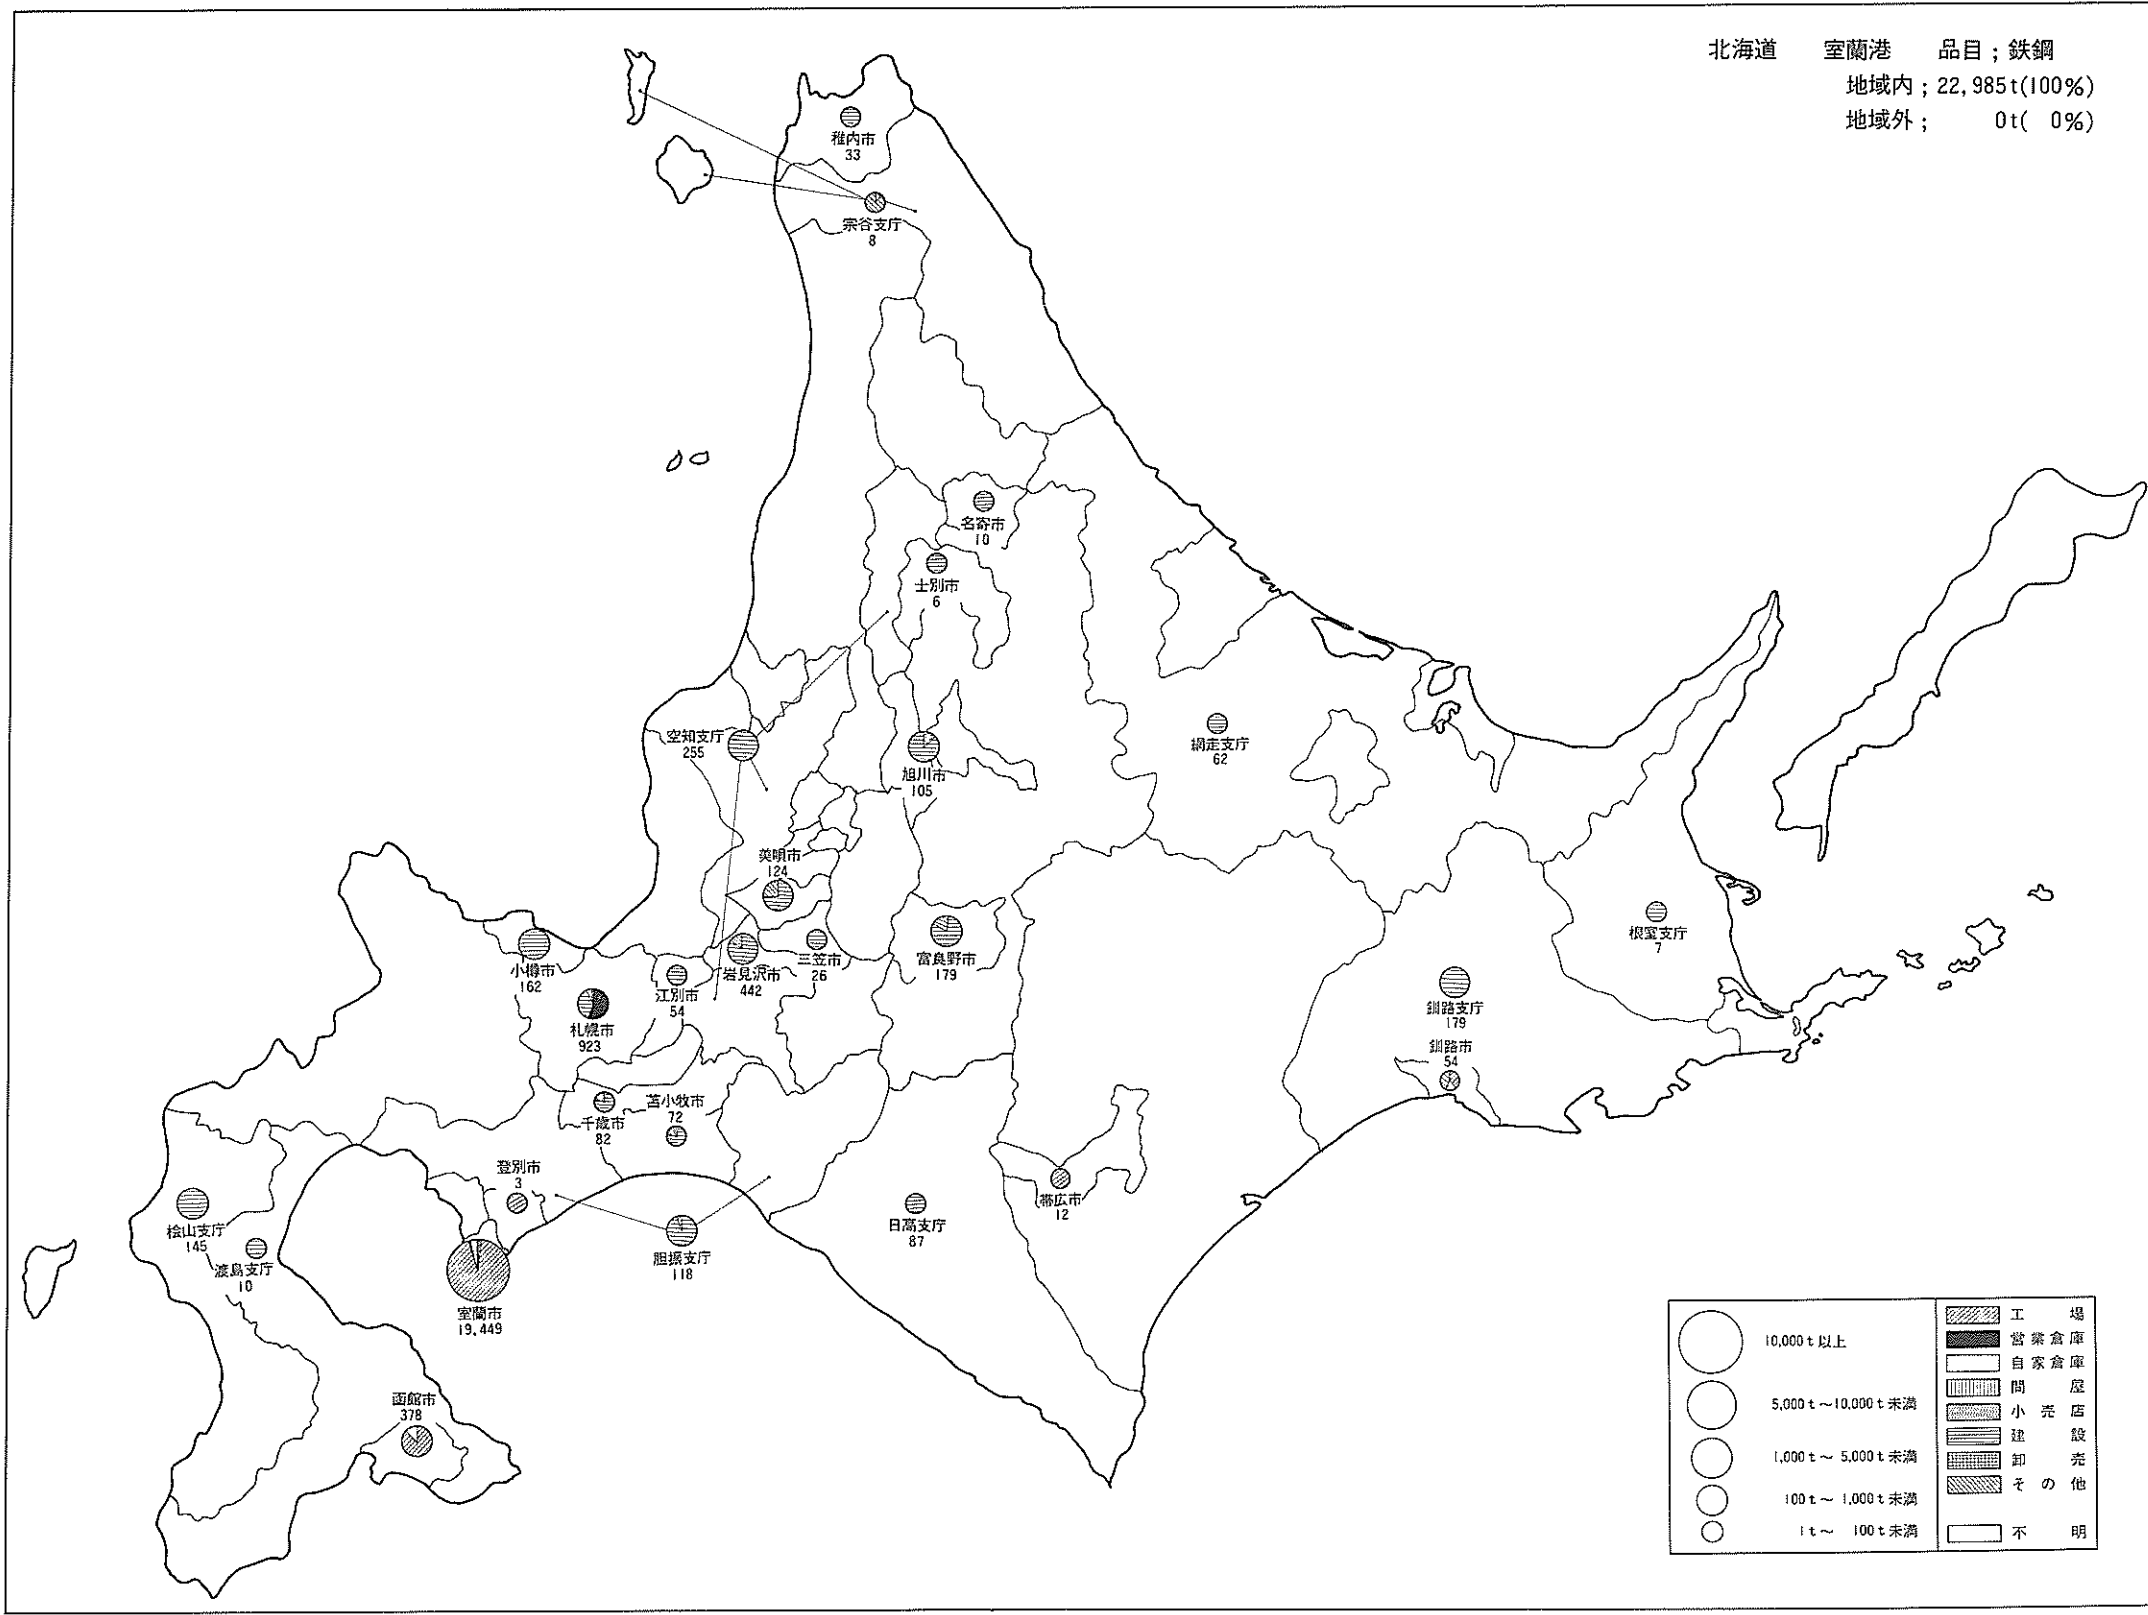 北海道 室蘭港 品目；鉄鋼
地域内；22,985t(100%)
地域外； 0t( 0%)
稚内市
33
宗谷支庁
8
名寄市
10
士別市
6
空知支庁
255
旭川市
105
網走支庁
62
美唄市
124
根室支庁
7
小樽市
162
江別市
54
岩見沢市
442
三笠市
26
富良野市
179
札幌市
923
釧路支庁
179
釧路市
54
千歳市
82
苫小牧市
72
登別市
3
帯広市
12
桧山支庁
145
渡島支庁
10
日高支庁
87
胆振支庁
118
室蘭市
19,449
函館市
378
10,000t以上
5,000t～10,000t未満
1,000t～5,000t未満
100t～1,000t未満
1t～ 100t未満
工場
営業倉庫
自家倉庫
問屋
小売店
建設
卸売
その他
不明